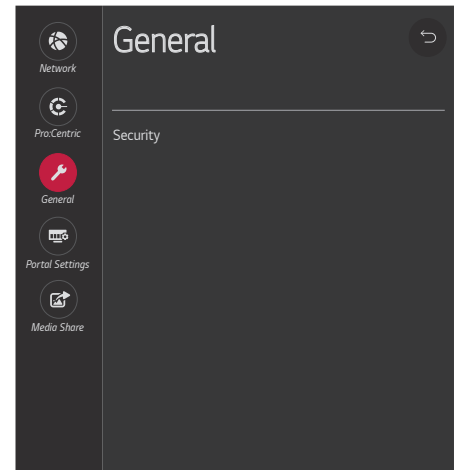 General
Network
Pro:Centric
Security
General
Portal Settings
Media Share